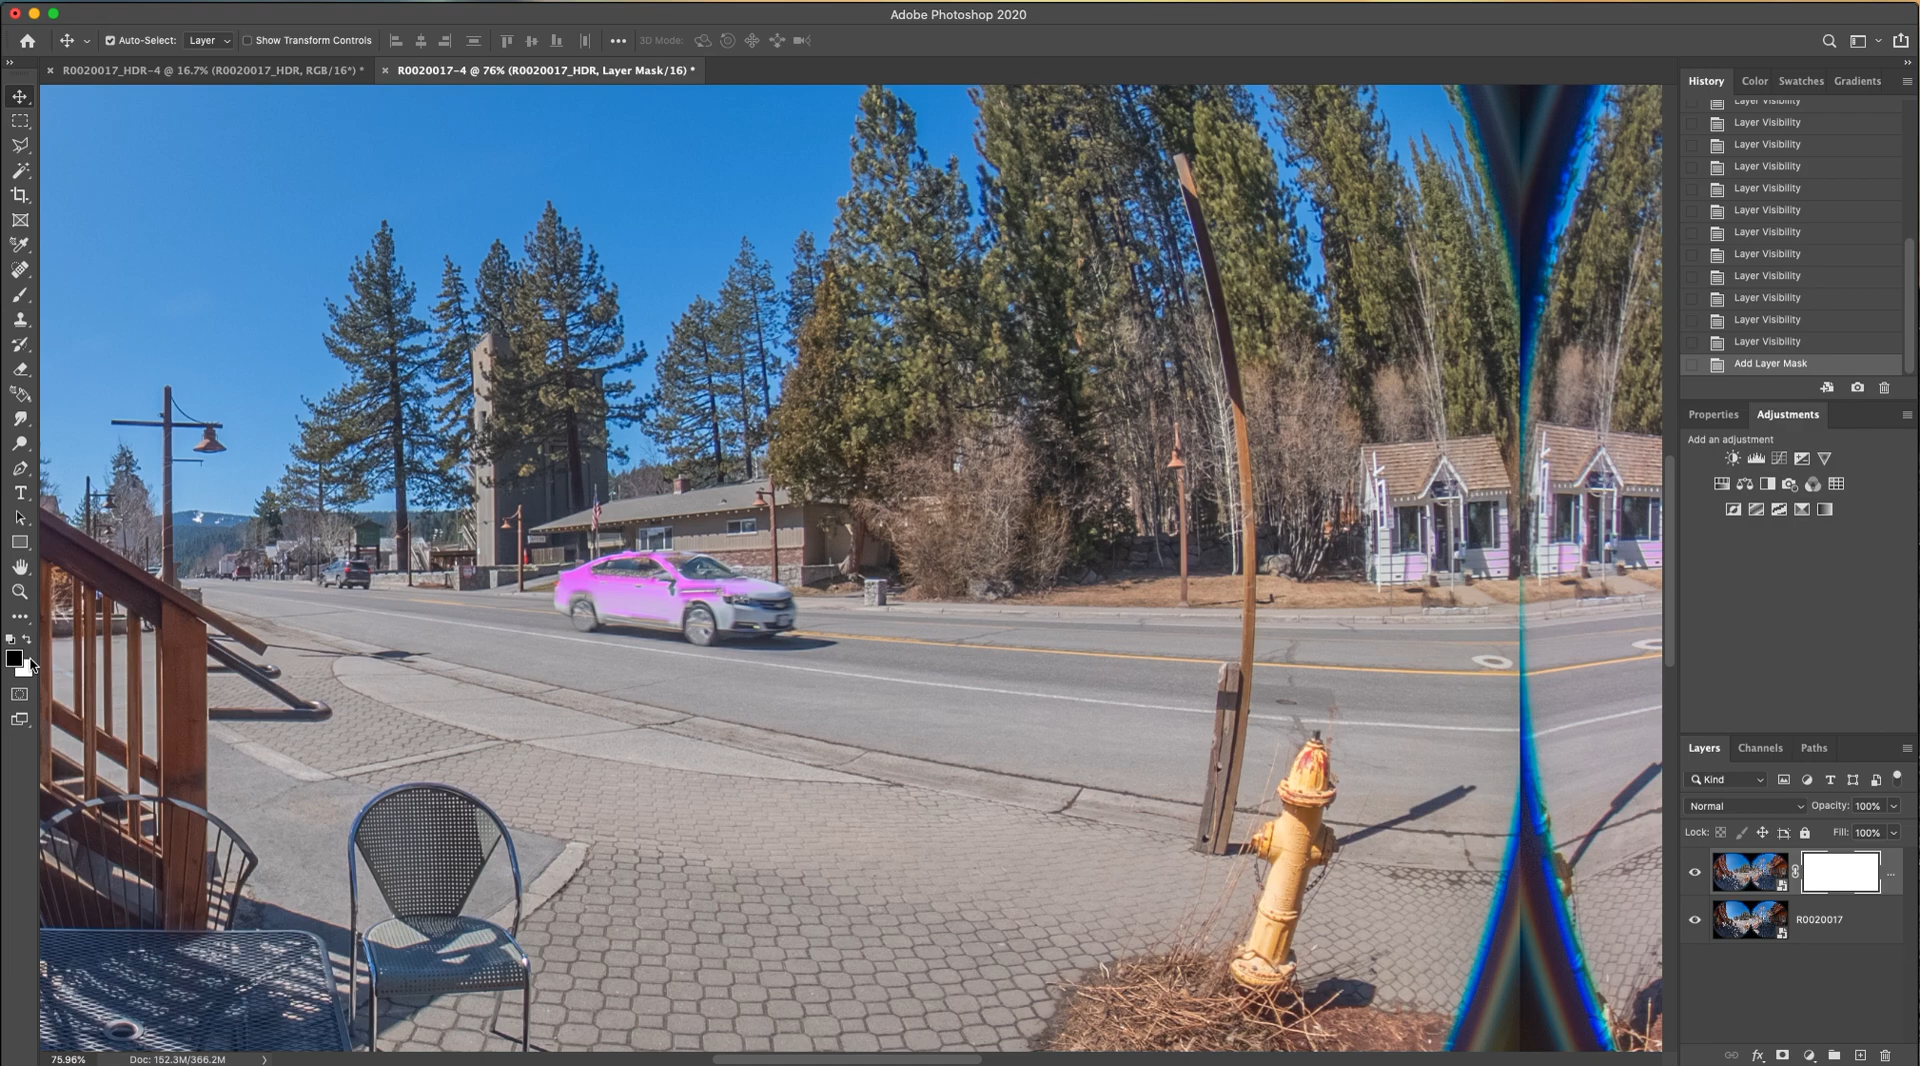 Adobe Photoshop 2020
Auto-Select: Layer Show Transform Controls 3D Mode:
R0020017_HDR-4 @ 16.7% (R0020017_HDR, RGB/16*) *
R0020017-4 @ 76% (R0020017_HDR, Layer Mask/16) *
History Color Swatches Gradients
Layer Visibility
Layer Visibility
Layer Visibility
Layer Visibility
Layer Visibility
Layer Visibility
Layer Visibility
Layer Visibility
Layer Visibility
Layer Visibility
Layer Visibility
Layer Visibility
Add Layer Mask
Properties Adjustments
Add an adjustment
Layers Channels Paths
Kind
Normal Opacity: 100%
Lock: Fill: 100%
...
R0020017
75.96% Doc: 152.3M/366.2M